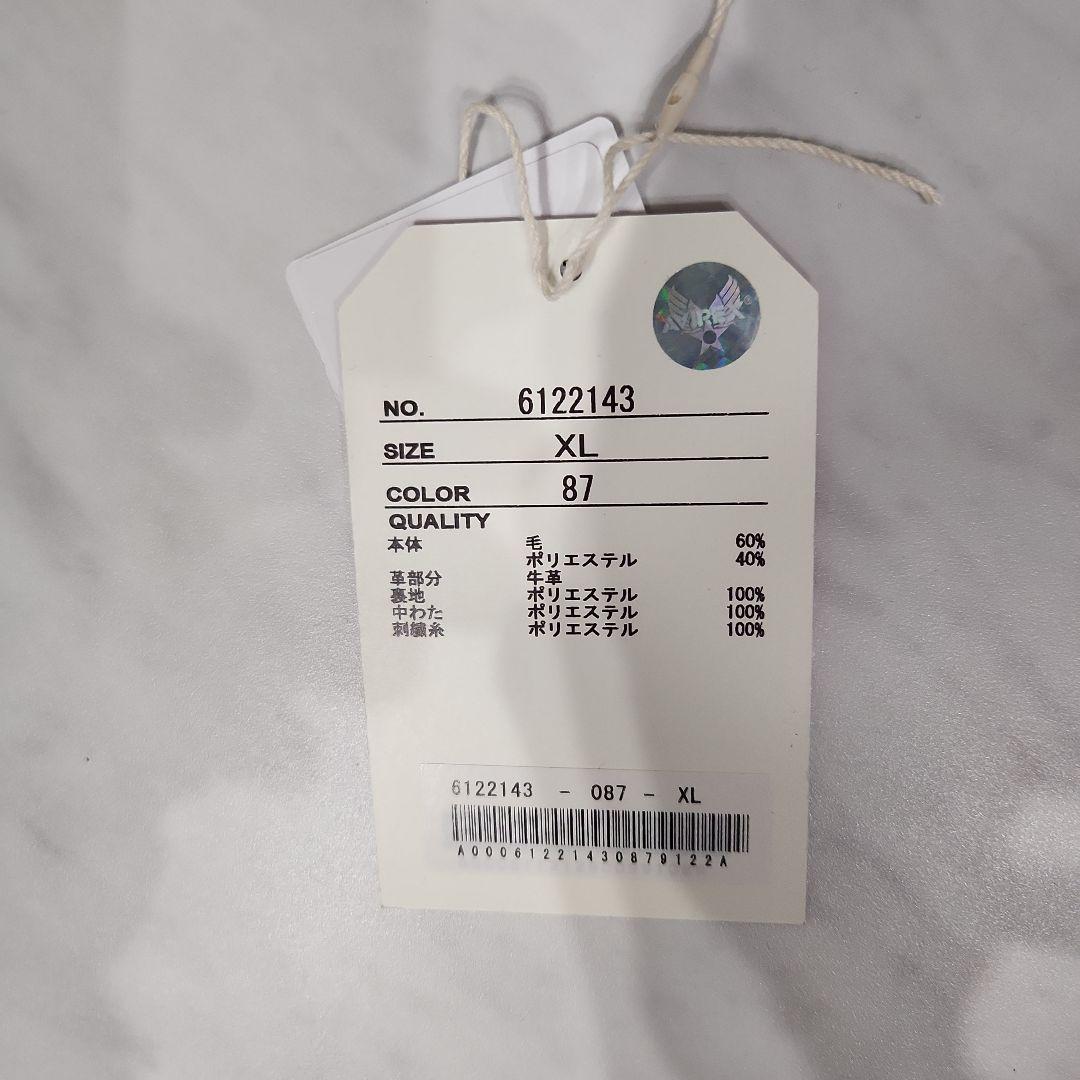 AVIREX®
NO. 6122143
SIZE XL
COLOR 87
QUALITY
本体 毛 60%
ポリエステル 40%
革部分 牛革
裏地 ポリエステル 100%
中わた ポリエステル 100%
刺繍糸 ポリエステル 100%
6122143 - 087 - XL
A00061221430879122A